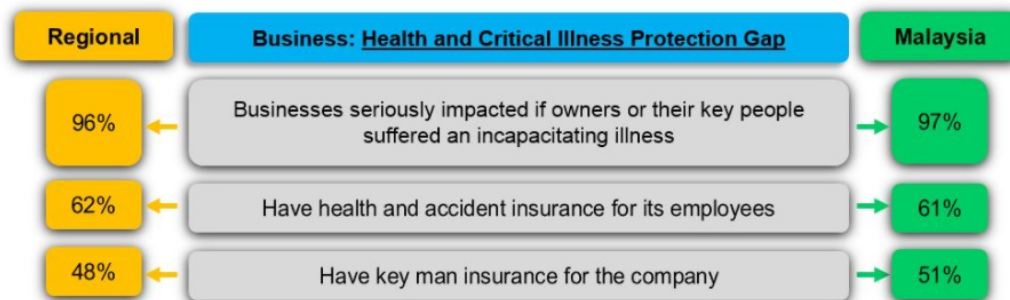 Regional
Business: Health and Critical Illness Protection Gap
Malaysia
96%
Businesses seriously impacted if owners or their key people
suffered an incapacitating illness
97%
62%
Have health and accident insurance for its employees
61%
48%
Have key man insurance for the company
51%